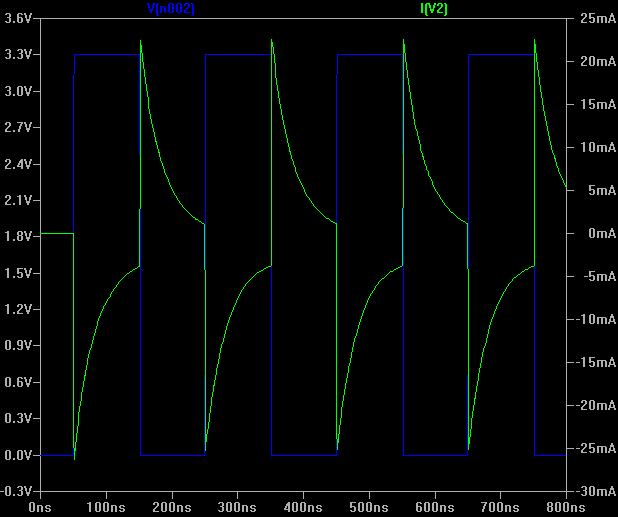 V(n002) I(V2)
3.6V 25mA
3.3V 20mA
3.0V 15mA
2.7V 10mA
2.4V 5mA
2.1V 0mA
1.8V -5mA
1.5V -10mA
1.2V -15mA
0.9V -20mA
0.6V -25mA
0.3V -30mA
0.0V
-0.3V
0ns 100ns 200ns 300ns 400ns 500ns 600ns 700ns 800ns